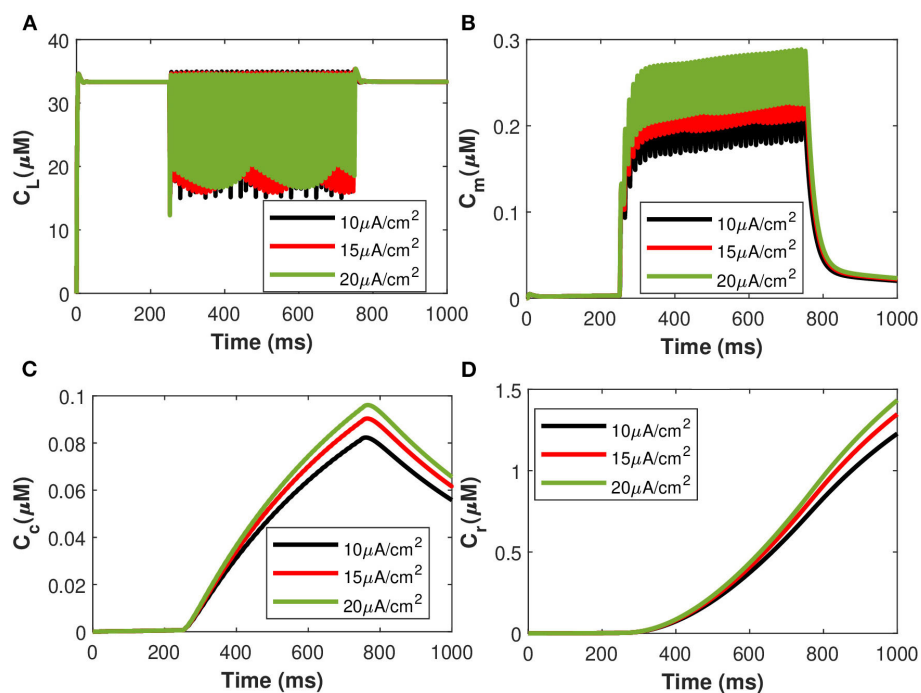 A
40
30
20
10
0
C_L(μM)
0 200 400 600 800 1000
Time (ms)
10μA/cm²
15μA/cm²
20μA/cm²
B
0.3
0.2
0.1
0
C_m(μM)
0 200 400 600 800 1000
Time (ms)
10μA/cm²
15μA/cm²
20μA/cm²
C
0.1
0.08
0.06
0.04
0.02
0
C_c(μM)
0 200 400 600 800 1000
Time (ms)
10μA/cm²
15μA/cm²
20μA/cm²
D
1.5
1
0.5
0
C_r(μM)
0 200 400 600 800 1000
Time (ms)
10μA/cm²
15μA/cm²
20μA/cm²